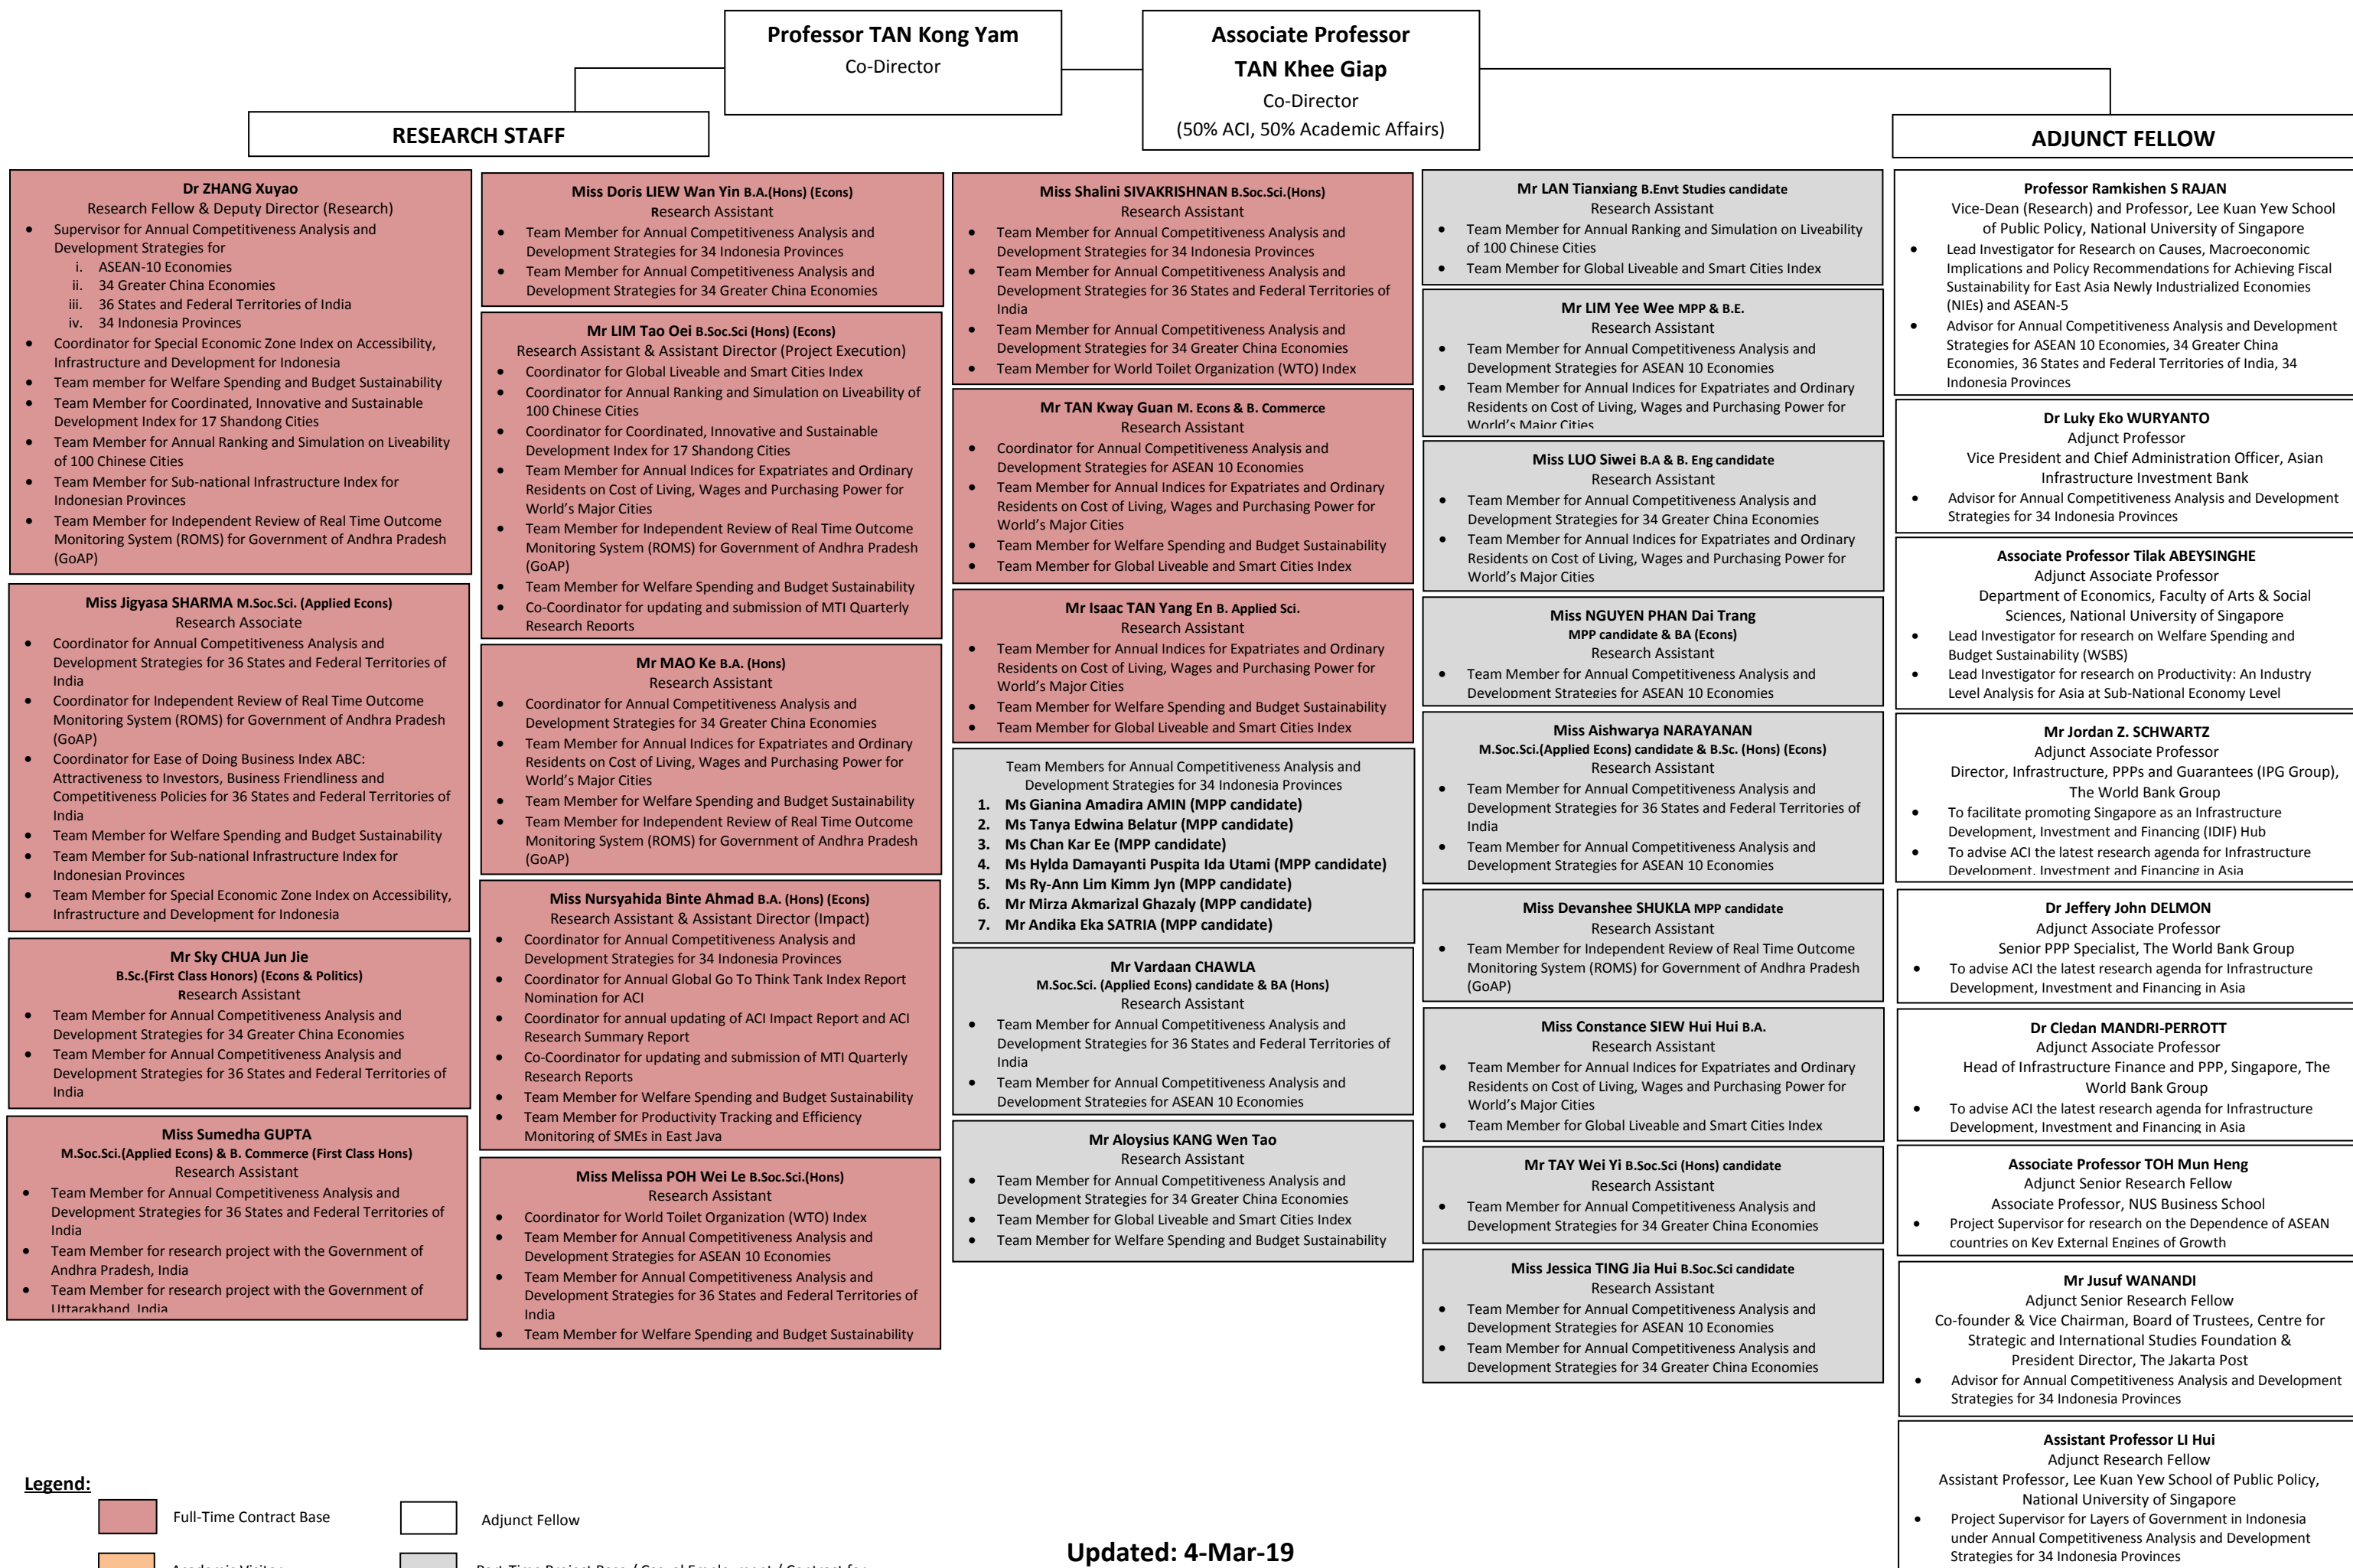 Professor TAN Kong Yam
Co-Director
Associate Professor
TAN Khee Giap
Co-Director
(50% ACI, 50% Academic Affairs)
RESEARCH STAFF
ADJUNCT FELLOW
Dr ZHANG Xuyao
Research Fellow & Deputy Director (Research)
• Supervisor for Annual Competitiveness Analysis and
Development Strategies for
i. ASEAN-10 Economies
ii. 34 Greater China Economies
iii. 36 States and Federal Territories of India
iv. 34 Indonesia Provinces
• Coordinator for Special Economic Zone Index on Accessibility,
Infrastructure and Development for Indonesia
• Team member for Welfare Spending and Budget Sustainability
• Team Member for Coordinated, Innovative and Sustainable
Development Index for 17 Shandong Cities
• Team Member for Annual Ranking and Simulation on Liveability
of 100 Chinese Cities
• Team Member for Sub-national Infrastructure Index for
Indonesian Provinces
• Team Member for Independent Review of Real Time Outcome
Monitoring System (ROMS) for Government of Andhra Pradesh
(GoAP)
Miss Jigyasa SHARMA M.Soc.Sci. (Applied Econs)
Research Associate
• Coordinator for Annual Competitiveness Analysis and
Development Strategies for 36 States and Federal Territories of
India
• Coordinator for Independent Review of Real Time Outcome
Monitoring System (ROMS) for Government of Andhra Pradesh
(GoAP)
• Coordinator for Ease of Doing Business Index ABC:
Attractiveness to Investors, Business Friendliness and
Competitiveness Policies for 36 States and Federal Territories of
India
• Team Member for Welfare Spending and Budget Sustainability
• Team Member for Sub-national Infrastructure Index for
Indonesian Provinces
• Team Member for Special Economic Zone Index on Accessibility,
Infrastructure and Development for Indonesia
Mr Sky CHUA Jun Jie
B.Sc.(First Class Honors) (Econs & Politics)
Research Assistant
• Team Member for Annual Competitiveness Analysis and
Development Strategies for 34 Greater China Economies
• Team Member for Annual Competitiveness Analysis and
Development Strategies for 36 States and Federal Territories of
India
Miss Sumedha GUPTA
M.Soc.Sci.(Applied Econs) & B. Commerce (First Class Hons)
Research Assistant
• Team Member for Annual Competitiveness Analysis and
Development Strategies for 36 States and Federal Territories of
India
• Team Member for research project with the Government of
Andhra Pradesh, India
• Team Member for research project with the Government of
Uttarakhand, India
Miss Doris LIEW Wan Yin B.A.(Hons) (Econs)
Research Assistant
• Team Member for Annual Competitiveness Analysis and
Development Strategies for 34 Indonesia Provinces
• Team Member for Annual Competitiveness Analysis and
Development Strategies for 34 Greater China Economies
Mr LIM Tao Oei B.Soc.Sci (Hons) (Econs)
Research Assistant & Assistant Director (Project Execution)
• Coordinator for Global Liveable and Smart Cities Index
• Coordinator for Annual Ranking and Simulation on Liveability of
100 Chinese Cities
• Coordinator for Coordinated, Innovative and Sustainable
Development Index for 17 Shandong Cities
• Team Member for Annual Indices for Expatriates and Ordinary
Residents on Cost of Living, Wages and Purchasing Power for
World's Major Cities
• Team Member for Independent Review of Real Time Outcome
Monitoring System (ROMS) for Government of Andhra Pradesh
(GoAP)
• Team Member for Welfare Spending and Budget Sustainability
• Co-Coordinator for updating and submission of MTI Quarterly
Research Reports
Mr MAO Ke B.A. (Hons)
Research Assistant
• Coordinator for Annual Competitiveness Analysis and
Development Strategies for 34 Greater China Economies
• Team Member for Annual Indices for Expatriates and Ordinary
Residents on Cost of Living, Wages and Purchasing Power for
World's Major Cities
• Team Member for Welfare Spending and Budget Sustainability
• Team Member for Independent Review of Real Time Outcome
Monitoring System (ROMS) for Government of Andhra Pradesh
(GoAP)
Miss Nursyahida Binte Ahmad B.A. (Hons) (Econs)
Research Assistant & Assistant Director (Impact)
• Coordinator for Annual Competitiveness Analysis and
Development Strategies for 34 Indonesia Provinces
• Coordinator for Annual Global Go To Think Tank Index Report
Nomination for ACI
• Coordinator for annual updating of ACI Impact Report and ACI
Research Summary Report
• Co-Coordinator for updating and submission of MTI Quarterly
Research Reports
• Team Member for Welfare Spending and Budget Sustainability
• Team Member for Productivity Tracking and Efficiency
Monitoring of SMEs in East Java
Miss Melissa POH Wei Le B.Soc.Sci.(Hons)
Research Assistant
• Coordinator for World Toilet Organization (WTO) Index
• Team Member for Annual Competitiveness Analysis and
Development Strategies for ASEAN 10 Economies
• Team Member for Annual Competitiveness Analysis and
Development Strategies for 36 States and Federal Territories of
India
• Team Member for Welfare Spending and Budget Sustainability
Miss Shalini SIVAKRISHNAN B.Soc.Sci.(Hons)
Research Assistant
• Team Member for Annual Competitiveness Analysis and
Development Strategies for 34 Indonesia Provinces
• Team Member for Annual Competitiveness Analysis and
Development Strategies for 36 States and Federal Territories of
India
• Team Member for Annual Competitiveness Analysis and
Development Strategies for 34 Greater China Economies
• Team Member for World Toilet Organization (WTO) Index
Mr TAN Kway Guan M. Econs & B. Commerce
Research Assistant
• Coordinator for Annual Competitiveness Analysis and
Development Strategies for ASEAN 10 Economies
• Team Member for Annual Indices for Expatriates and Ordinary
Residents on Cost of Living, Wages and Purchasing Power for
World's Major Cities
• Team Member for Welfare Spending and Budget Sustainability
• Team Member for Global Liveable and Smart Cities Index
Mr Isaac TAN Yang En B. Applied Sci.
Research Assistant
• Team Member for Annual Indices for Expatriates and Ordinary
Residents on Cost of Living, Wages and Purchasing Power for
World's Major Cities
• Team Member for Welfare Spending and Budget Sustainability
• Team Member for Global Liveable and Smart Cities Index
Team Members for Annual Competitiveness Analysis and
Development Strategies for 34 Indonesia Provinces
1. Ms Gianina Amadira AMIN (MPP candidate)
2. Ms Tanya Edwina Belatur (MPP candidate)
3. Ms Chan Kar Ee (MPP candidate)
4. Ms Hylda Damayanti Puspita Ida Utami (MPP candidate)
5. Ms Ry-Ann Lim Kimm Jyn (MPP candidate)
6. Mr Mirza Akmarizal Ghazaly (MPP candidate)
7. Mr Andika Eka SATRIA (MPP candidate)
Mr Vardaan CHAWLA
M.Soc.Sci. (Applied Econs) candidate & BA (Hons)
Research Assistant
• Team Member for Annual Competitiveness Analysis and
Development Strategies for 36 States and Federal Territories of
India
• Team Member for Annual Competitiveness Analysis and
Development Strategies for ASEAN 10 Economies
Mr Aloysius KANG Wen Tao
Research Assistant
• Team Member for Annual Competitiveness Analysis and
Development Strategies for 34 Greater China Economies
• Team Member for Global Liveable and Smart Cities Index
• Team Member for Welfare Spending and Budget Sustainability
Mr LAN Tianxiang B.Envt Studies candidate
Research Assistant
• Team Member for Annual Ranking and Simulation on Liveability
of 100 Chinese Cities
• Team Member for Global Liveable and Smart Cities Index
Mr LIM Yee Wee MPP & B.E.
Research Assistant
• Team Member for Annual Competitiveness Analysis and
Development Strategies for ASEAN 10 Economies
• Team Member for Annual Indices for Expatriates and Ordinary
Residents on Cost of Living, Wages and Purchasing Power for
World's Major Cities
Miss LUO Siwei B.A & B. Eng candidate
Research Assistant
• Team Member for Annual Competitiveness Analysis and
Development Strategies for 34 Greater China Economies
• Team Member for Annual Indices for Expatriates and Ordinary
Residents on Cost of Living, Wages and Purchasing Power for
World's Major Cities
Miss NGUYEN PHAN Dai Trang
MPP candidate & BA (Econs)
Research Assistant
• Team Member for Annual Competitiveness Analysis and
Development Strategies for ASEAN 10 Economies
Miss Aishwarya NARAYANAN
M.Soc.Sci.(Applied Econs) candidate & B.Sc. (Hons) (Econs)
Research Assistant
• Team Member for Annual Competitiveness Analysis and
Development Strategies for 36 States and Federal Territories of
India
• Team Member for Annual Competitiveness Analysis and
Development Strategies for ASEAN 10 Economies
Miss Devanshee SHUKLA MPP candidate
Research Assistant
• Team Member for Independent Review of Real Time Outcome
Monitoring System (ROMS) for Government of Andhra Pradesh
(GoAP)
Miss Constance SIEW Hui Hui B.A.
Research Assistant
• Team Member for Annual Indices for Expatriates and Ordinary
Residents on Cost of Living, Wages and Purchasing Power for
World's Major Cities
• Team Member for Global Liveable and Smart Cities Index
Mr TAY Wei Yi B.Soc.Sci (Hons) candidate
Research Assistant
• Team Member for Annual Competitiveness Analysis and
Development Strategies for 34 Greater China Economies
Miss Jessica TING Jia Hui B.Soc.Sci candidate
Research Assistant
• Team Member for Annual Competitiveness Analysis and
Development Strategies for ASEAN 10 Economies
• Team Member for Annual Competitiveness Analysis and
Development Strategies for 34 Greater China Economies
Professor Ramkishen S RAJAN
Vice-Dean (Research) and Professor, Lee Kuan Yew School
of Public Policy, National University of Singapore
• Lead Investigator for Research on Causes, Macroeconomic
Implications and Policy Recommendations for Achieving Fiscal
Sustainability for East Asia Newly Industrialized Economies
(NIEs) and ASEAN-5
• Advisor for Annual Competitiveness Analysis and Development
Strategies for ASEAN 10 Economies, 34 Greater China
Economies, 36 States and Federal Territories of India, 34
Indonesia Provinces
Dr Luky Eko WURYANTO
Adjunct Professor
Vice President and Chief Administration Officer, Asian
Infrastructure Investment Bank
• Advisor for Annual Competitiveness Analysis and Development
Strategies for 34 Indonesia Provinces
Associate Professor Tilak ABEYSINGHE
Adjunct Associate Professor
Department of Economics, Faculty of Arts & Social
Sciences, National University of Singapore
• Lead Investigator for research on Welfare Spending and
Budget Sustainability (WSBS)
• Lead Investigator for research on Productivity: An Industry
Level Analysis for Asia at Sub-National Economy Level
Mr Jordan Z. SCHWARTZ
Adjunct Associate Professor
Director, Infrastructure, PPPs and Guarantees (IPG Group),
The World Bank Group
• To facilitate promoting Singapore as an Infrastructure
Development, Investment and Financing (IDIF) Hub
• To advise ACI the latest research agenda for Infrastructure
Development, Investment and Financing in Asia
Dr Jeffery John DELMON
Adjunct Associate Professor
Senior PPP Specialist, The World Bank Group
• To advise ACI the latest research agenda for Infrastructure
Development, Investment and Financing in Asia
Dr Cledan MANDRI-PERROTT
Adjunct Associate Professor
Head of Infrastructure Finance and PPP, Singapore, The
World Bank Group
• To advise ACI the latest research agenda for Infrastructure
Development, Investment and Financing in Asia
Associate Professor TOH Mun Heng
Adjunct Senior Research Fellow
Associate Professor, NUS Business School
• Project Supervisor for research on the Dependence of ASEAN
countries on Key External Engines of Growth
Mr Jusuf WANANDI
Adjunct Senior Research Fellow
Co-founder & Vice Chairman, Board of Trustees, Centre for
Strategic and International Studies Foundation &
President Director, The Jakarta Post
• Advisor for Annual Competitiveness Analysis and Development
Strategies for 34 Indonesia Provinces
Assistant Professor LI Hui
Adjunct Research Fellow
Assistant Professor, Lee Kuan Yew School of Public Policy,
National University of Singapore
• Project Supervisor for Layers of Government in Indonesia
under Annual Competitiveness Analysis and Development
Strategies for 34 Indonesia Provinces
Legend:
Full-Time Contract Base
Adjunct Fellow
Academic Visitor
Part-Time Project Base / Casual Employment / Contract for
Updated: 4-Mar-19